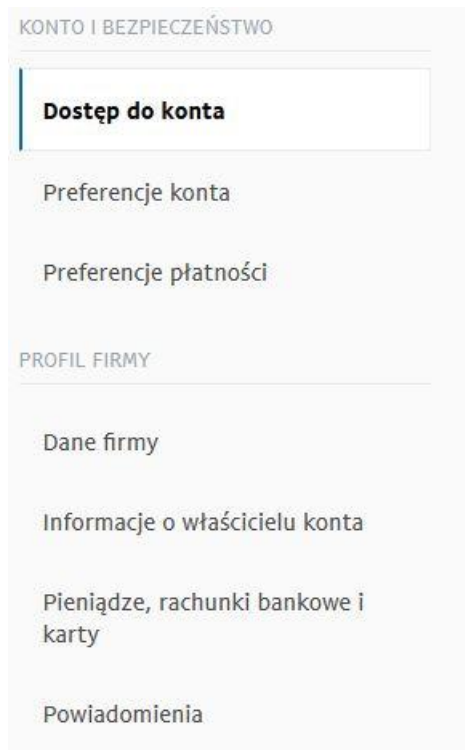 KONTO I BEZPIECZEŃSTWO
Dostęp do konta
Preferencje konta
Preferencje płatności
PROFIL FIRMY
Dane firmy
Informacje o właścicielu konta
Pieniądze, rachunki bankowe i
karty
Powiadomienia